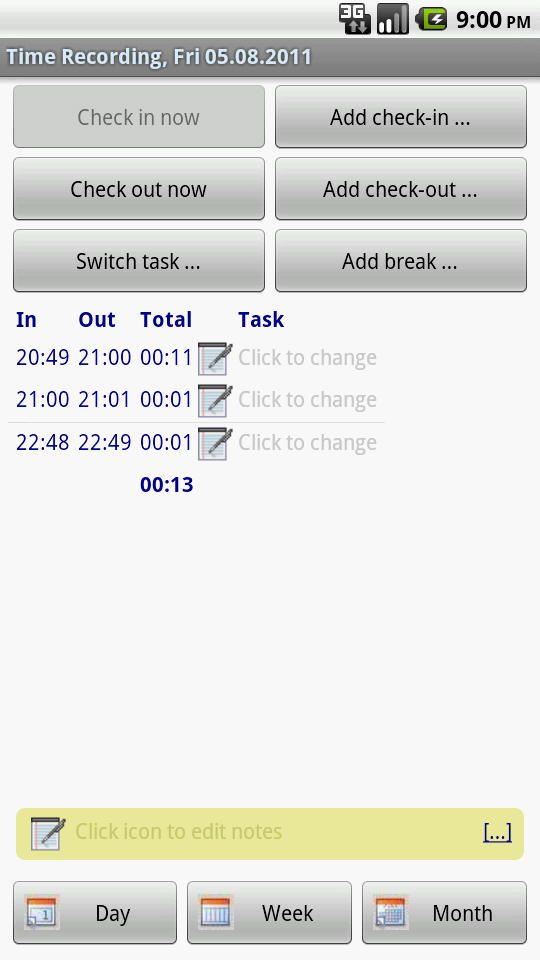 3G 9:00 PM
Time Recording, Fri 05.08.2011
Check in now Add check-in ...
Check out now Add check-out ...
Switch task ... Add break ...
In Out Total Task
20:49 21:00 00:11 Click to change
21:00 21:01 00:01 Click to change
22:48 22:49 00:01 Click to change
00:13
Click icon to edit notes [...]
1 Day Week Month